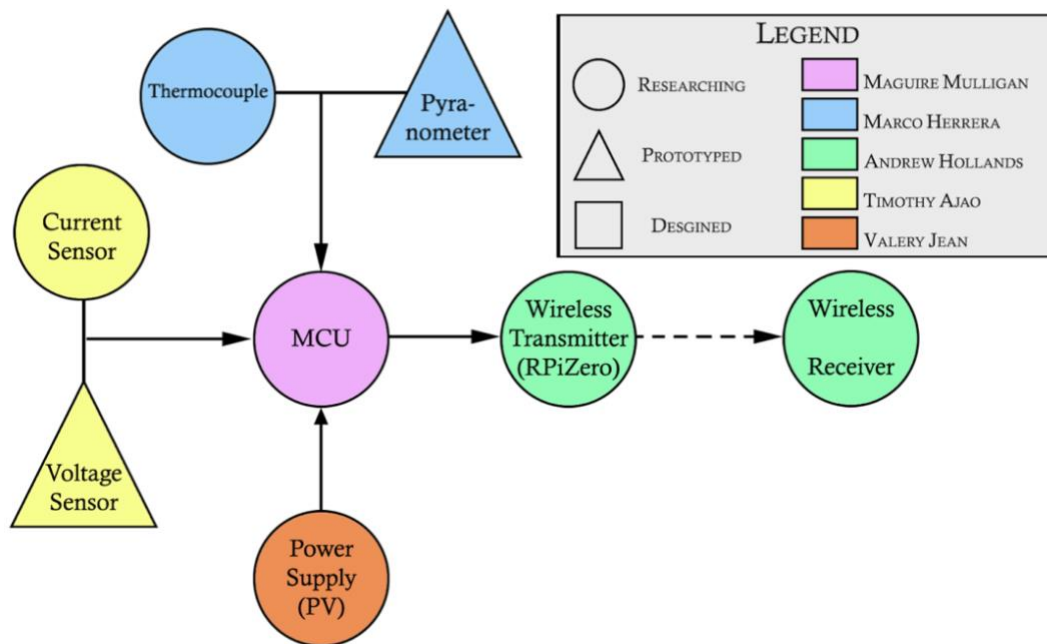 Thermocouple
Pyra-
nometer
Current
Sensor
Voltage
Sensor
MCU
Wireless
Transmitter
(RPiZero)
Wireless
Receiver
Power
Supply
(PV)
LEGEND
RESEARCHING
PROTOTYPED
DESGINED
MAGUIRE MULLIGAN
MARCO HERRERA
ANDREW HOLLANDS
TIMOTHY AJAO
VALERY JEAN